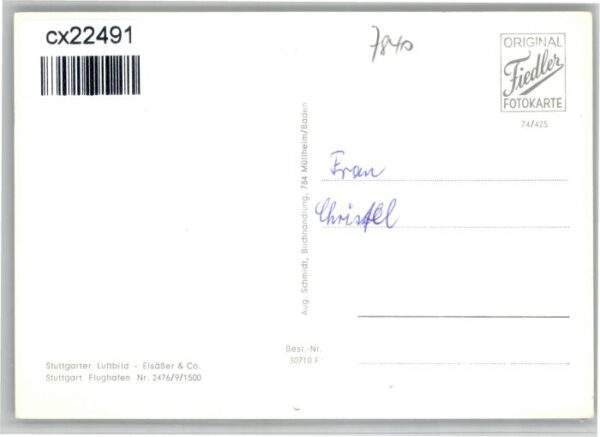 cx22491
7840
ORIGINAL
Fiedler
FOTOKARTE
74/425
Aug. Schmidt, Buchhandlung, 784 Müllheim/Baden
Frau
Christel
Best.-Nr.
30710 F
Stuttgarter Luftbild - Elsäßer & Co.
Stuttgart Flughafen Nr. 2476/9/1500